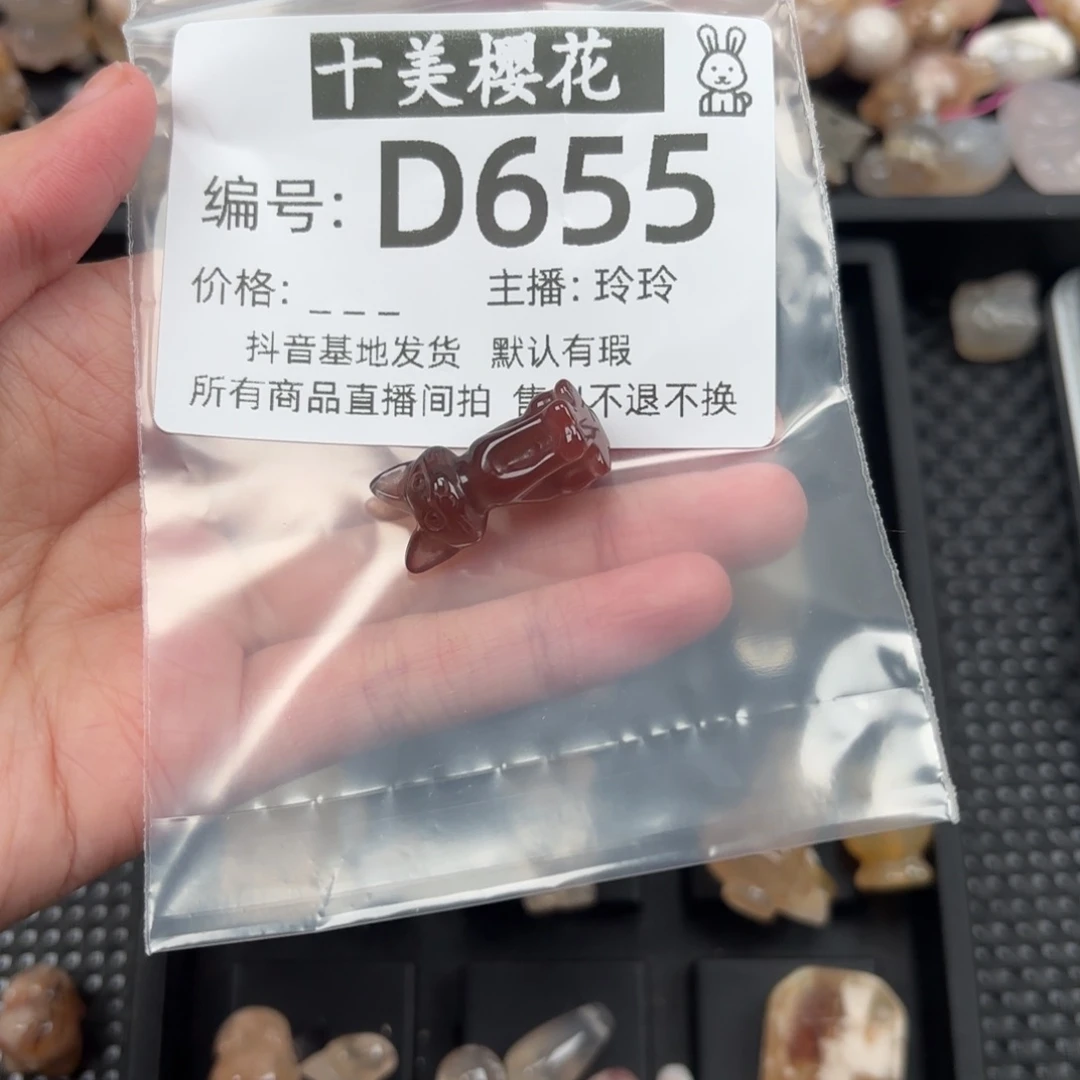 十美樱花
编号: D655
价格: _ _ _ 主播: 玲玲
抖音基地发货 默认有瑕
所有商品直播间拍 售 不退不换